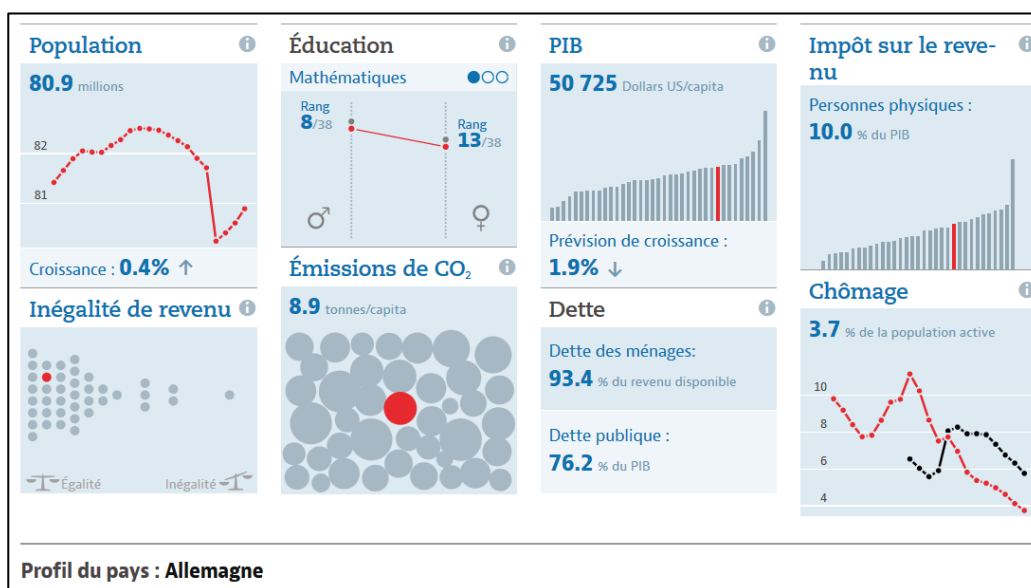 Population
80.9 millions
82
81
Croissance : 0.4% ↑
Inégalité de revenu
Égalité
Inégalité
Éducation
Mathématiques
Rang
8/38
Rang
13/38
♂
♀
Émissions de CO₂
8.9 tonnes/capita
PIB
50 725 Dollars US/capita
Prévision de croissance :
1.9% ↓
Dette
Dette des ménages:
93.4 % du revenu disponible
Dette publique :
76.2 % du PIB
Impôt sur le reve-
nu
Personnes physiques :
10.0 % du PIB
Chômage
3.7 % de la population active
10
8
6
4
Profil du pays : Allemagne